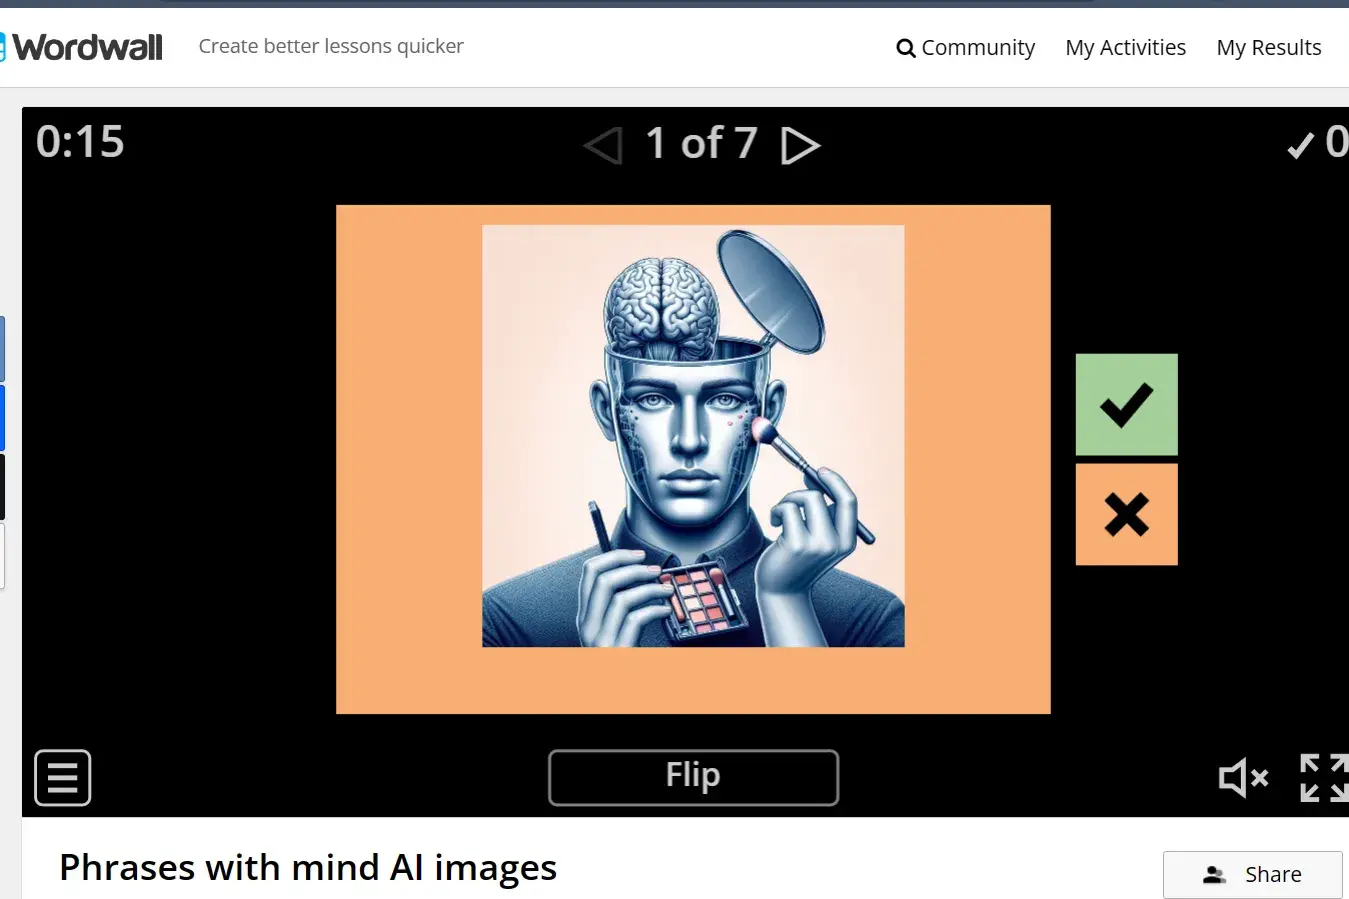 Wordwall
Create better lessons quicker
Community
My Activities
My Results
0:15
1 of 7
0
Flip
Phrases with mind AI images
Share